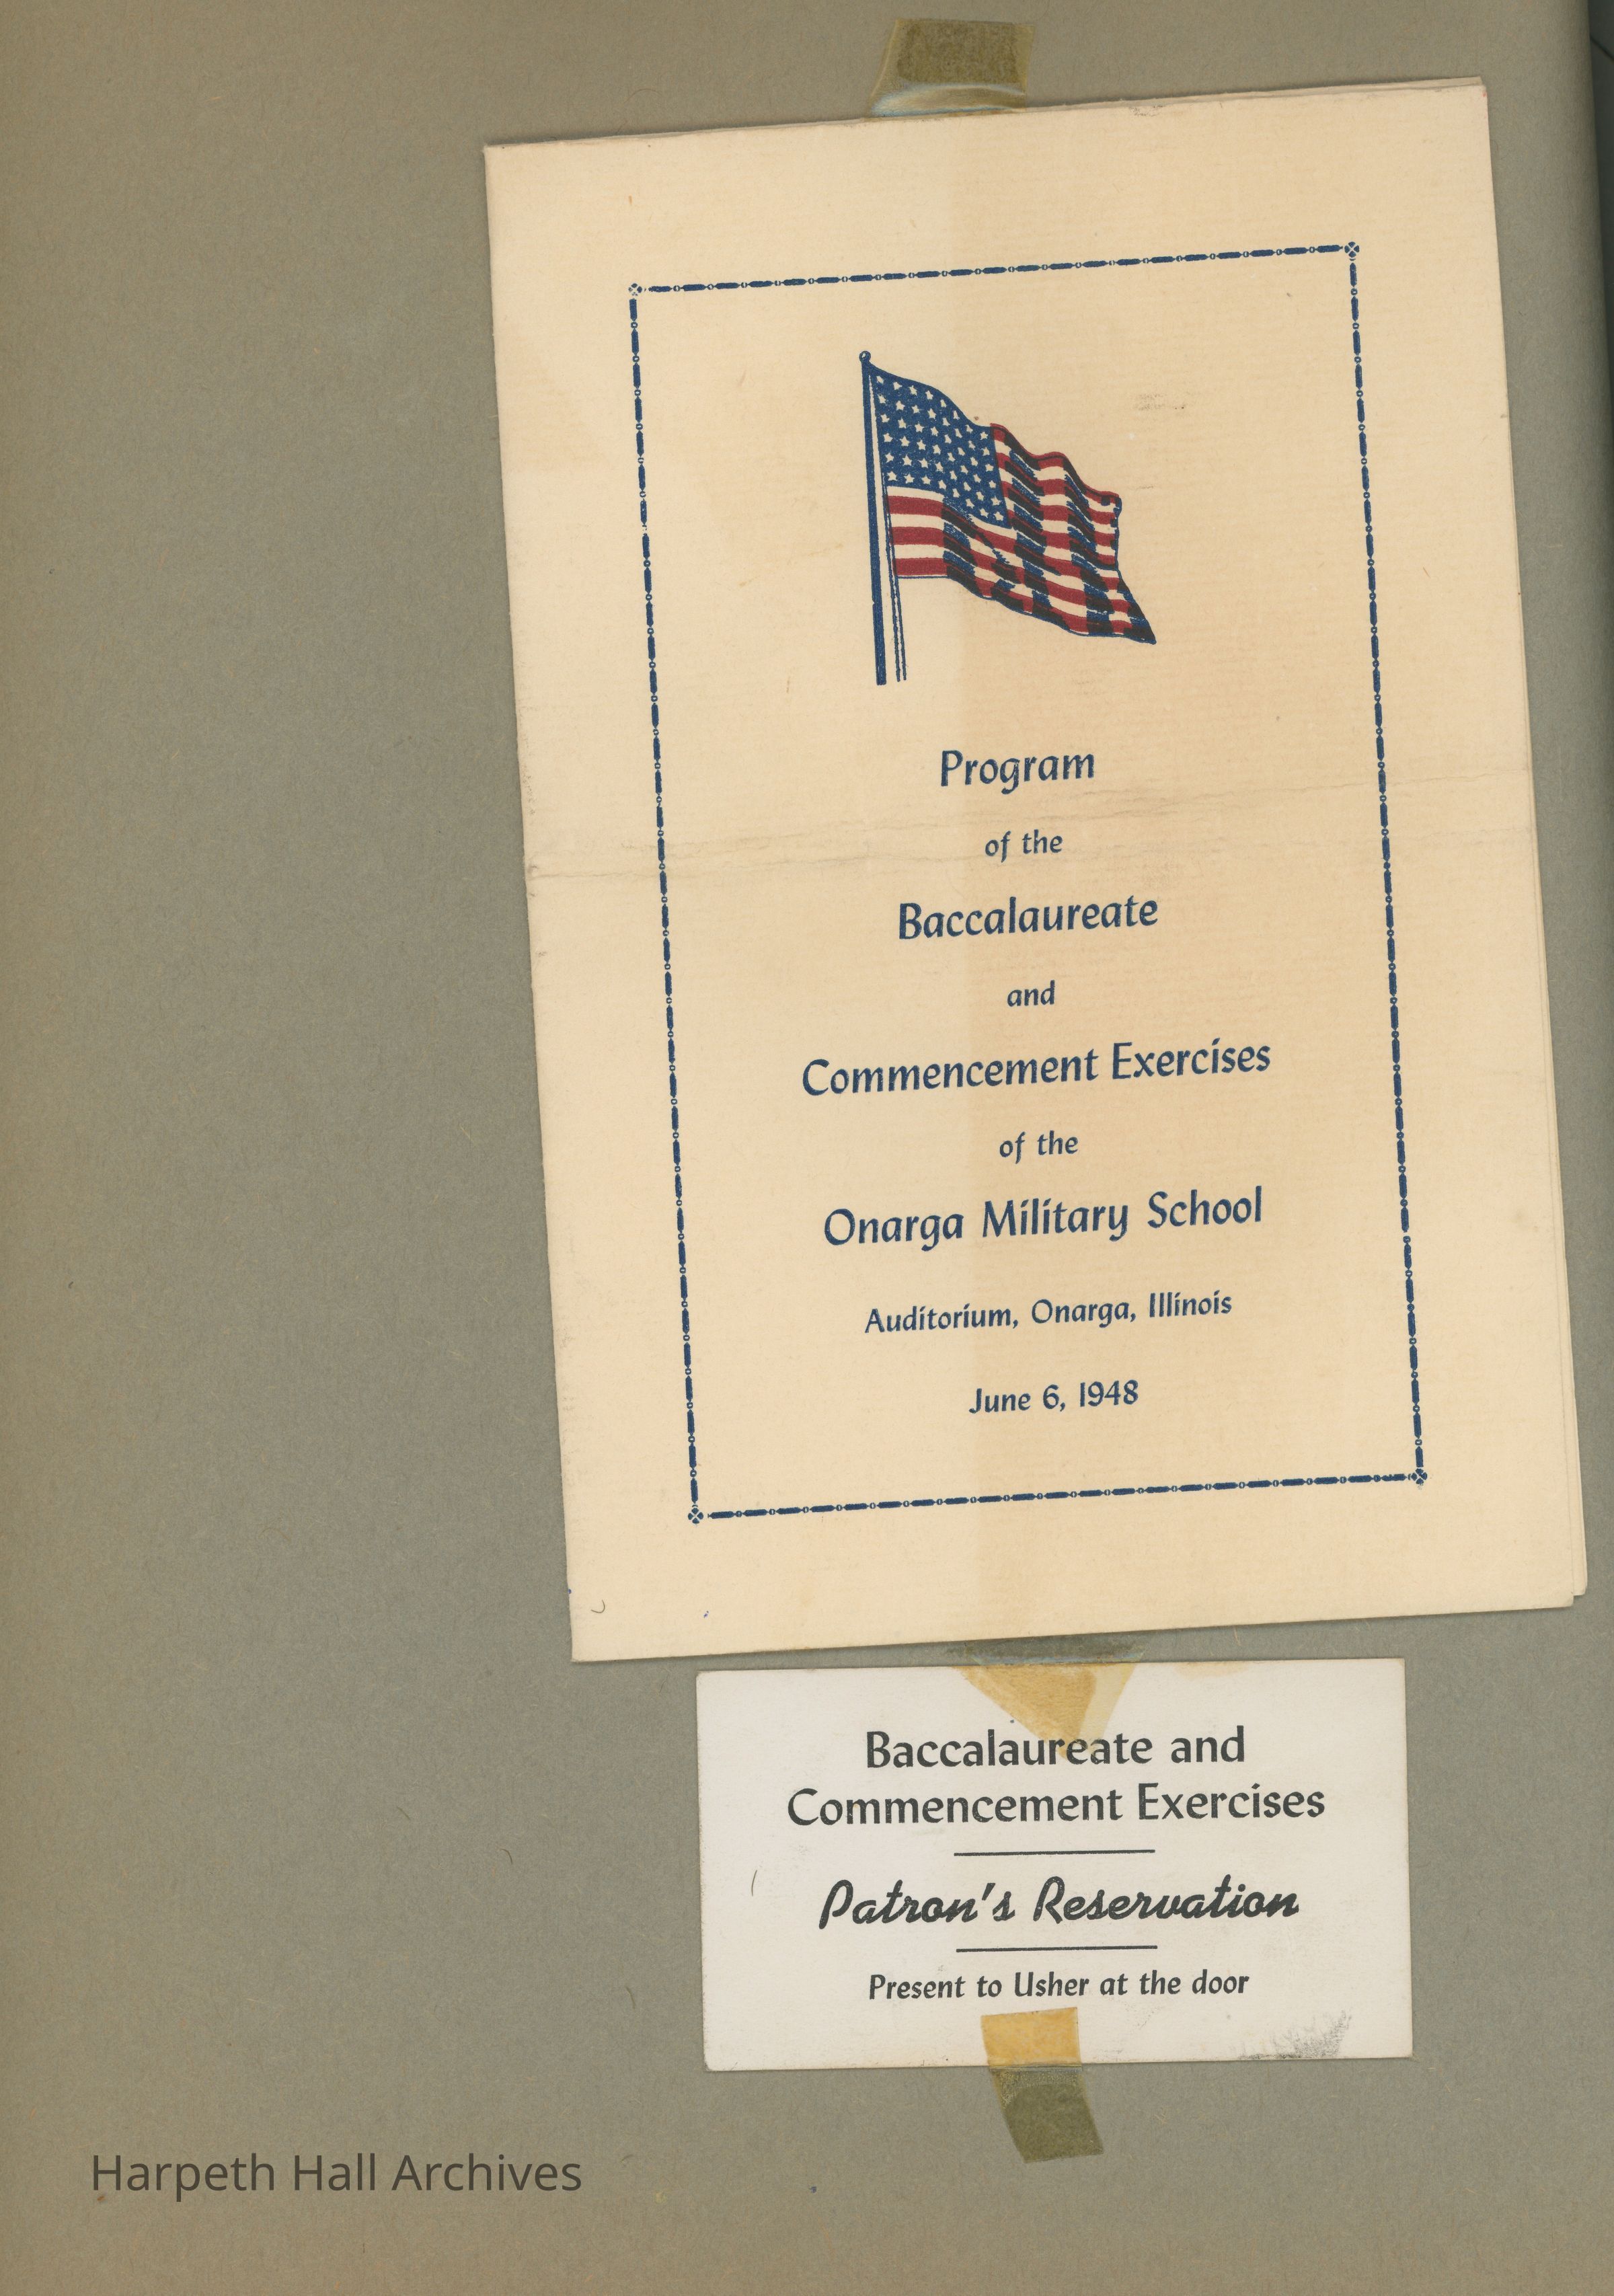 Program
of the
Baccalaureate
and
Commencement Exercises
of the
Onarga Military School
Auditorium, Onarga, Illinois
June 6, 1948
Baccalaureate and
Commencement Exercises
Patron's Reservation
Present to Usher at the door
Harpeth Hall Archives